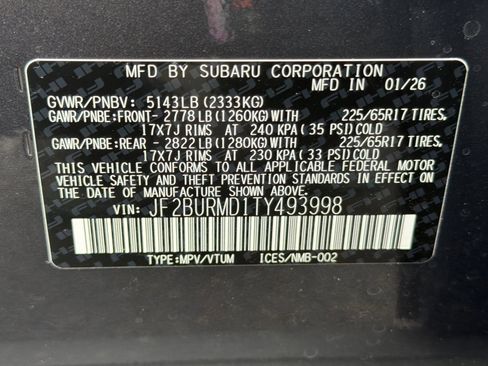 MFD BY SUBARU CORPORATION
MFD IN 01/26
GVWR/PNBV: 5143LB (2333KG)
GAWR/PNBE:FRONT- 2778 LB (1260KG) WITH 225/65R17 TIRES,
17X7J RIMS AT 240 KPA (35 PSI) COLD
GAWR/PNBE:REAR - 2822 LB (1280KG) WITH 225/65R17 TIRES,
17X7J RIMS AT 230 KPA (33 PSI) COLD
THIS VEHICLE CONFORMS TO ALL APPLICABLE FEDERAL MOTOR
VEHICLE SAFETY AND THEFT PREVENTION STANDARDS IN EFFECT ON
THE DATE OF MANUFACTURE SHOWN ABOVE.
VIN: JF2BURMD1TY493998
TYPE:MPV/VTUM ICES/NMB-002